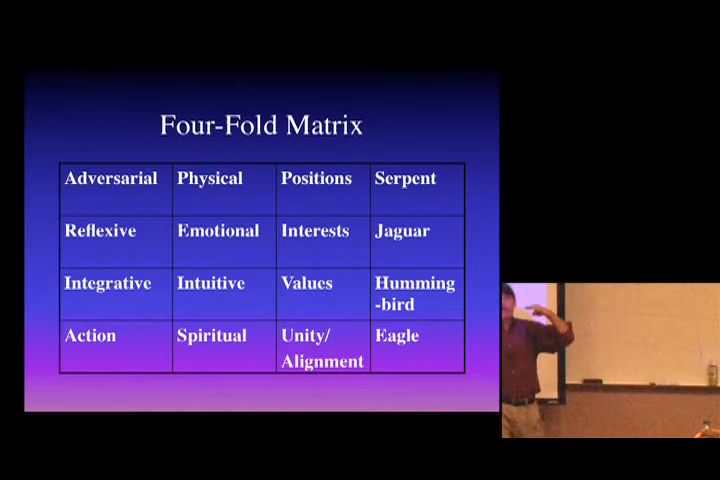 Four-Fold Matrix
Adversarial Physical Positions Serpent
Reflexive Emotional Interests Jaguar
Integrative Intuitive Values Humming
-bird
Action Spiritual Unity/ Eagle
Alignment